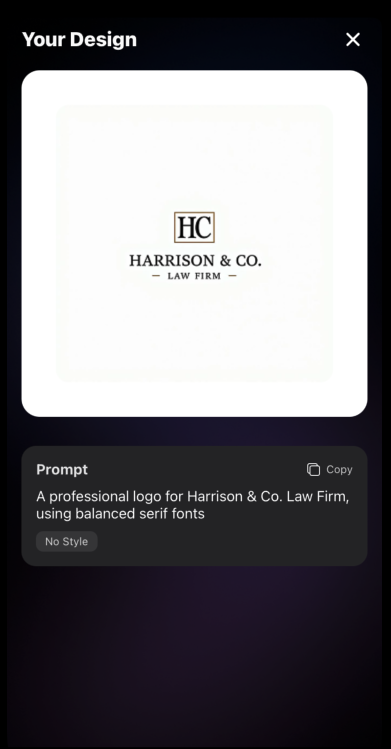 Your Design
HC
HARRISON & CO.
— LAW FIRM —
Prompt
Copy
A professional logo for Harrison & Co. Law Firm,
using balanced serif fonts
No Style